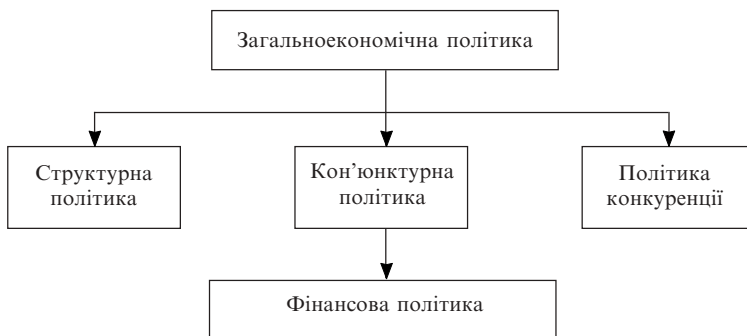 Загальноекономічна політика
Структурна
політика
Кон’юнктурна
політика
Політика
конкуренції
Фінансова політика